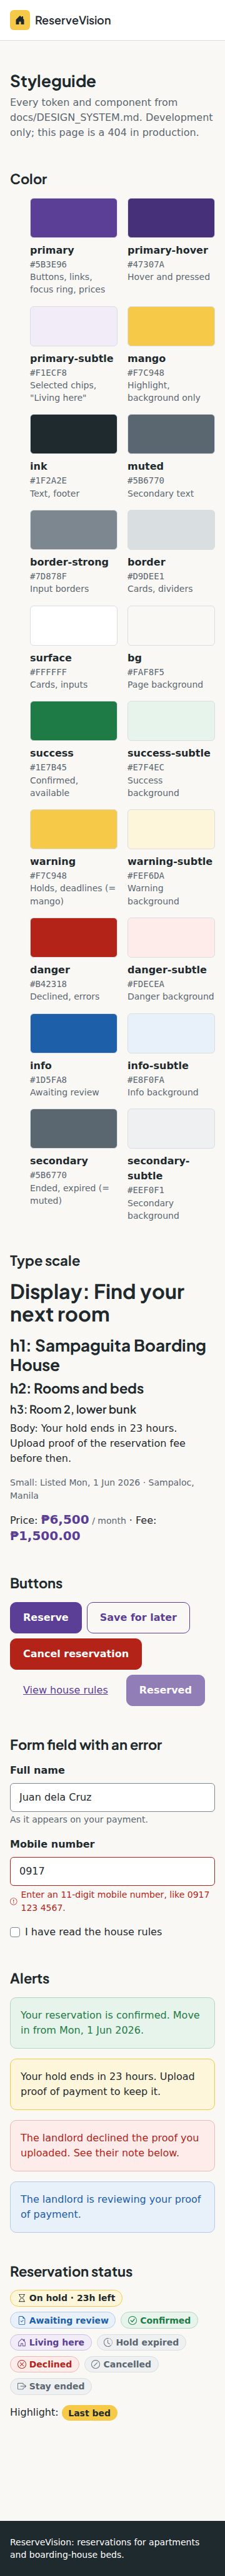 ReserveVision
Styleguide
Every token and component from
docs/DESIGN_SYSTEM.md. Development
only; this page is a 404 in production.
Color
primary
#5B3E96
Buttons, links,
focus ring, prices
primary-hover
#47307A
Hover and pressed
primary-subtle
#F1ECF8
Selected chips,
"Living here"
mango
#F7C948
Highlight,
background only
ink
#1F2A2E
Text, footer
muted
#5B6770
Secondary text
border-strong
#7D878F
Input borders
border
#D9DEE1
Cards, dividers
surface
#FFFFFF
Cards, inputs
bg
#FAF8F5
Page background
success
#1E7B45
Confirmed,
available
success-subtle
#E7F4EC
Success
background
warning
#F7C948
Holds, deadlines (=
mango)
warning-subtle
#FEF6DA
Warning
background
danger
#B42318
Declined, errors
danger-subtle
#FDECEA
Danger background
info
#1D5FA8
Awaiting review
info-subtle
#E8F0FA
Info background
secondary
#5B6770
Ended, expired (=
muted)
secondary-
subtle
#EEF0F1
Secondary
background
Type scale
Display: Find your
next room
h1: Sampaguita Boarding
House
h2: Rooms and beds
h3: Room 2, lower bunk
Body: Your hold ends in 23 hours.
Upload proof of the reservation fee
before then.
Small: Listed Mon, 1 Jun 2026 · Sampaloc,
Manila
Price: ₱6,500 / month · Fee:
₱1,500.00
Buttons
Reserve
Save for later
Cancel reservation
View house rules
Reserved
Form field with an error
Full name
Juan dela Cruz
As it appears on your payment.
Mobile number
0917
Enter an 11-digit mobile number, like 0917
123 4567.
I have read the house rules
Alerts
Your reservation is confirmed. Move
in from Mon, 1 Jun 2026.
Your hold ends in 23 hours. Upload
proof of payment to keep it.
The landlord declined the proof you
uploaded. See their note below.
The landlord is reviewing your proof
of payment.
Reservation status
On hold · 23h left
Awaiting review
Confirmed
Living here
Hold expired
Declined
Cancelled
Stay ended
Highlight: Last bed
ReserveVision: reservations for apartments
and boarding-house beds.